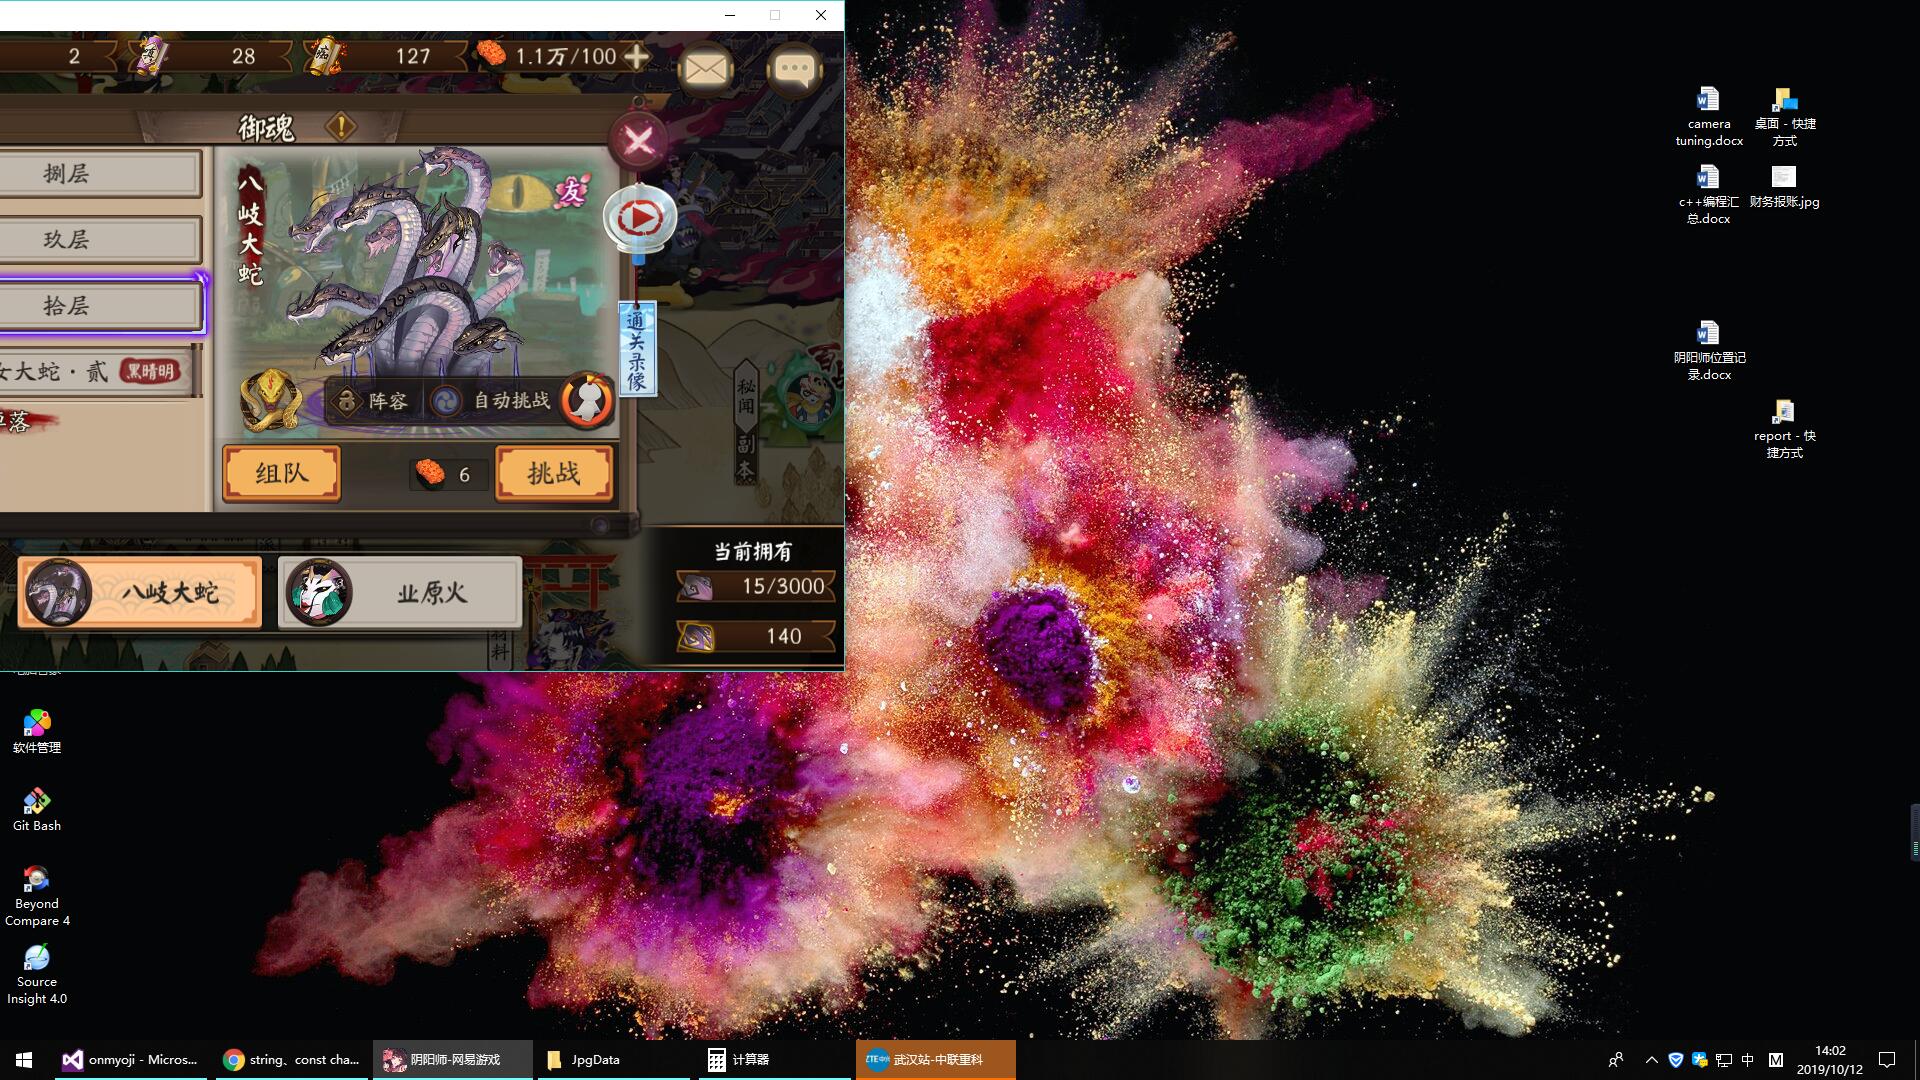 2
28
127
1.1万/100
御魂
捌层
玖层
拾层
女大蛇·贰
黑晴明
八岐大蛇
友
通关录像
阵容
自动挑战
组队
6
挑战
秘闻副本
八岐大蛇
业原火
当前拥有
15/3000
140
camera tuning.docx
桌面 - 快捷方式
c++编程汇总.docx
财务报账.jpg
阴阳师位置记录.docx
report - 快捷方式
软件管理
Git Bash
Beyond Compare 4
Source Insight 4.0
onmyoji - Micros...
string、const cha...
阴阳师-网易游戏
JpgData
计算器
武汉站-中联重科
中
M
14:02
2019/10/12